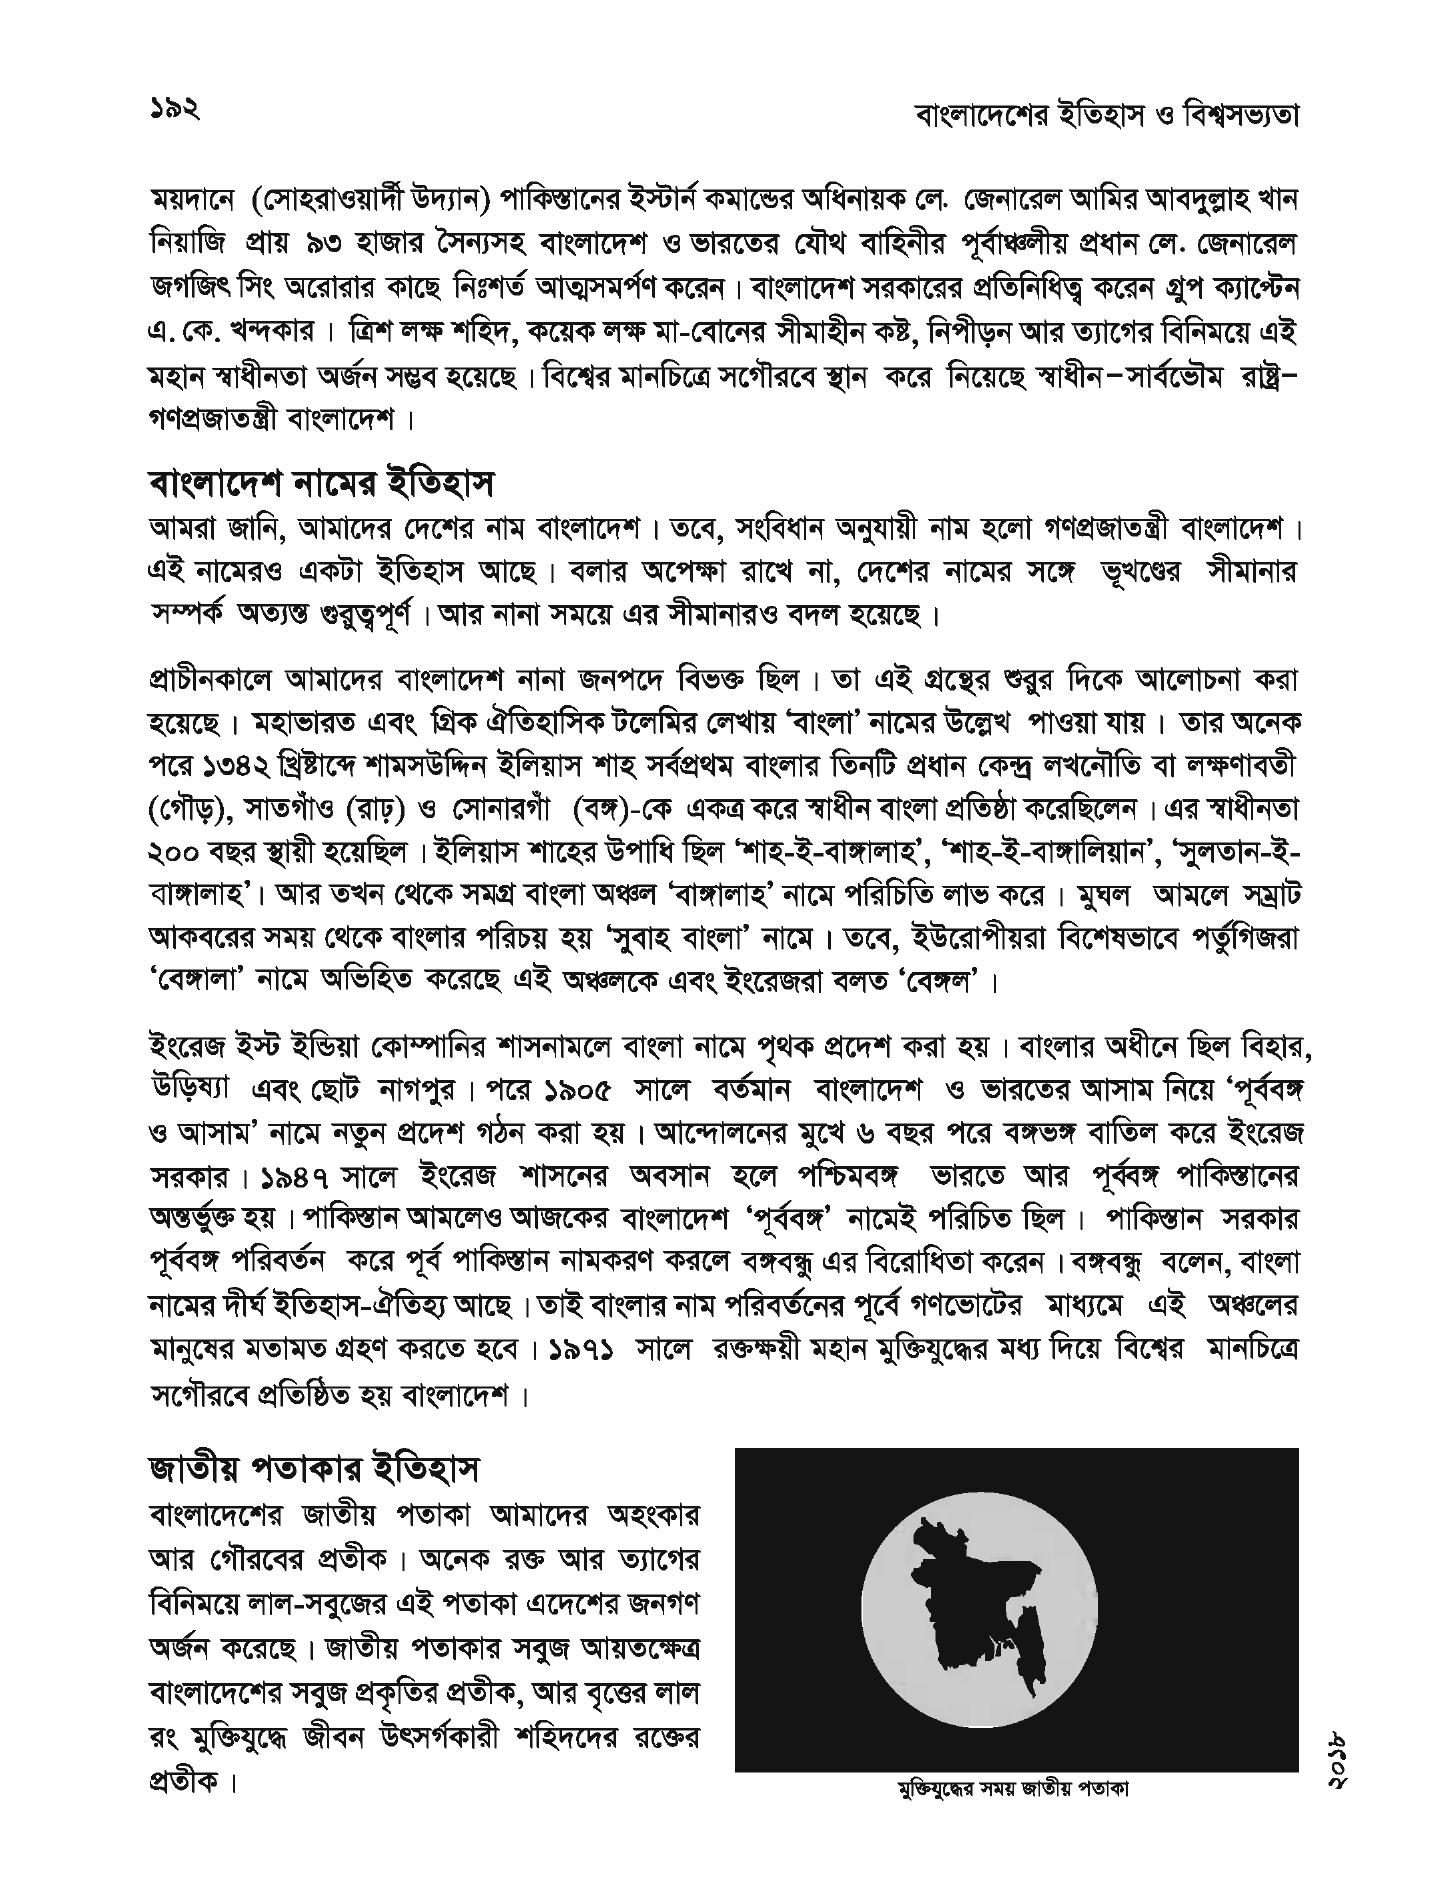 ১৯২
বাংলাদেশের ইতিহাস ও বিশ্বসভ্যতা
ময়দানে (সোহরাওয়ার্দী উদ্যান) পাকিস্তানের ইস্টার্ন কমান্ডের অধিনায়ক লে. জেনারেল আমির আবদুল্লাহ খান
নিয়াজি প্রায় ৯৩ হাজার সৈন্যসহ বাংলাদেশ ও ভারতের যৌথ বাহিনীর পূর্বাঞ্চলীয় প্রধান লে. জেনারেল
জগজিৎ সিং অরোরার কাছে নিঃশর্ত আত্মসমর্পণ করেন। বাংলাদেশ সরকারের প্রতিনিধিত্ব করেন গ্রুপ ক্যাপ্টেন
এ. কে. খন্দকার। ত্রিশ লক্ষ শহিদ, কয়েক লক্ষ মা-বোনের সীমাহীন কষ্ট, নিপীড়ন আর ত্যাগের বিনিময়ে এই
মহান স্বাধীনতা অর্জন সম্ভব হয়েছে। বিশ্বের মানচিত্রে সগৌরবে স্থান করে নিয়েছে স্বাধীন–সার্বভৌম রাষ্ট্র–
গণপ্রজাতন্ত্রী বাংলাদেশ।
বাংলাদেশ নামের ইতিহাস
আমরা জানি, আমাদের দেশের নাম বাংলাদেশ। তবে, সংবিধান অনুযায়ী নাম হলো গণপ্রজাতন্ত্রী বাংলাদেশ।
এই নামেরও একটা ইতিহাস আছে। বলার অপেক্ষা রাখে না, দেশের নামের সঙ্গে ভূখণ্ডের সীমানার
সম্পর্ক অত্যন্ত গুরুত্বপূর্ণ। আর নানা সময়ে এর সীমানারও বদল হয়েছে।
প্রাচীনকালে আমাদের বাংলাদেশ নানা জনপদে বিভক্ত ছিল। তা এই গ্রন্থের শুরুর দিকে আলোচনা করা
হয়েছে। মহাভারত এবং গ্রিক ঐতিহাসিক টলেমির লেখায় ‘বাংলা’ নামের উল্লেখ পাওয়া যায়। তার অনেক
পরে ১৩৪২ খ্রিষ্টাব্দে শামসউদ্দিন ইলিয়াস শাহ সর্বপ্রথম বাংলার তিনটি প্রধান কেন্দ্র লখনৌতি বা লক্ষণাবতী
(গৌড়), সাতগাঁও (রাঢ়) ও সোনারগাঁ (বঙ্গ)-কে একত্র করে স্বাধীন বাংলা প্রতিষ্ঠা করেছিলেন। এর স্বাধীনতা
২০০ বছর স্থায়ী হয়েছিল। ইলিয়াস শাহের উপাধি ছিল ‘শাহ-ই-বাঙ্গালাহ’, ‘শাহ-ই-বাঙ্গালিয়ান’, ‘সুলতান-ই-
বাঙ্গালাহ’। আর তখন থেকে সমগ্র বাংলা অঞ্চল ‘বাঙ্গালাহ’ নামে পরিচিতি লাভ করে। মুঘল আমলে সম্রাট
আকবরের সময় থেকে বাংলার পরিচয় হয় ‘সুবাহ বাংলা’ নামে। তবে, ইউরোপীয়রা বিশেষভাবে পর্তুগিজরা
‘বেঙ্গালা’ নামে অভিহিত করেছে এই অঞ্চলকে এবং ইংরেজরা বলত ‘বেঙ্গল’।
ইংরেজ ইস্ট ইন্ডিয়া কোম্পানির শাসনামলে বাংলা নামে পৃথক প্রদেশ করা হয়। বাংলার অধীনে ছিল বিহার,
উড়িষ্যা এবং ছোট নাগপুর। পরে ১৯০৫ সালে বর্তমান বাংলাদেশ ও ভারতের আসাম নিয়ে ‘পূর্ববঙ্গ
ও আসাম’ নামে নতুন প্রদেশ গঠন করা হয়। আন্দোলনের মুখে ৬ বছর পরে বঙ্গভঙ্গ বাতিল করে ইংরেজ
সরকার। ১৯৪৭ সালে ইংরেজ শাসনের অবসান হলে পশ্চিমবঙ্গ ভারতে আর পূর্ববঙ্গ পাকিস্তানের
অন্তর্ভুক্ত হয়। পাকিস্তান আমলেও আজকের বাংলাদেশ ‘পূর্ববঙ্গ’ নামেই পরিচিত ছিল। পাকিস্তান সরকার
পূর্ববঙ্গ পরিবর্তন করে পূর্ব পাকিস্তান নামকরণ করলে বঙ্গবন্ধু এর বিরোধিতা করেন। বঙ্গবন্ধু বলেন, বাংলা
নামের দীর্ঘ ইতিহাস-ঐতিহ্য আছে। তাই বাংলার নাম পরিবর্তনের পূর্বে গণভোটের মাধ্যমে এই অঞ্চলের
মানুষের মতামত গ্রহণ করতে হবে। ১৯৭১ সালে রক্তক্ষয়ী মহান মুক্তিযুদ্ধের মধ্য দিয়ে বিশ্বের মানচিত্রে
সগৌরবে প্রতিষ্ঠিত হয় বাংলাদেশ।
জাতীয় পতাকার ইতিহাস
বাংলাদেশের জাতীয় পতাকা আমাদের অহংকার
আর গৌরবের প্রতীক। অনেক রক্ত আর ত্যাগের
বিনিময়ে লাল-সবুজের এই পতাকা এদেশের জনগণ
অর্জন করেছে। জাতীয় পতাকার সবুজ আয়তক্ষেত্র
বাংলাদেশের সবুজ প্রকৃতির প্রতীক, আর বৃত্তের লাল
রং মুক্তিযুদ্ধে জীবন উৎসর্গকারী শহিদদের রক্তের
প্রতীক।
মুক্তিযুদ্ধের সময় জাতীয় পতাকা
২০১৮